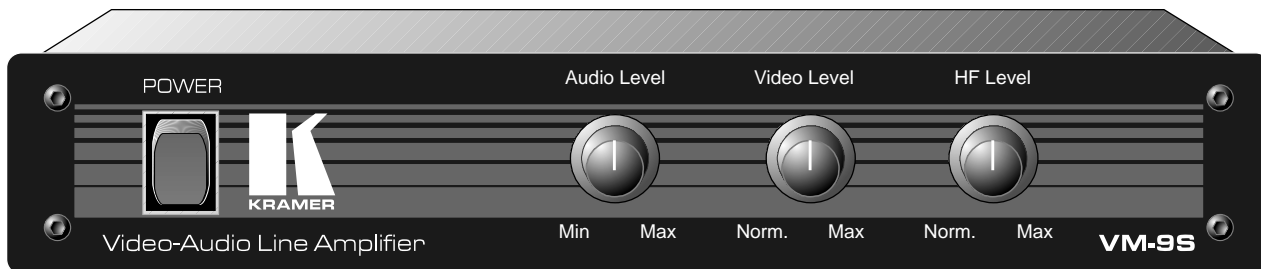 POWER
Audio Level
Video Level
HF Level
KRAMER
Min Max
Norm. Max
Norm. Max
Video-Audio Line Amplifier
VM-9S